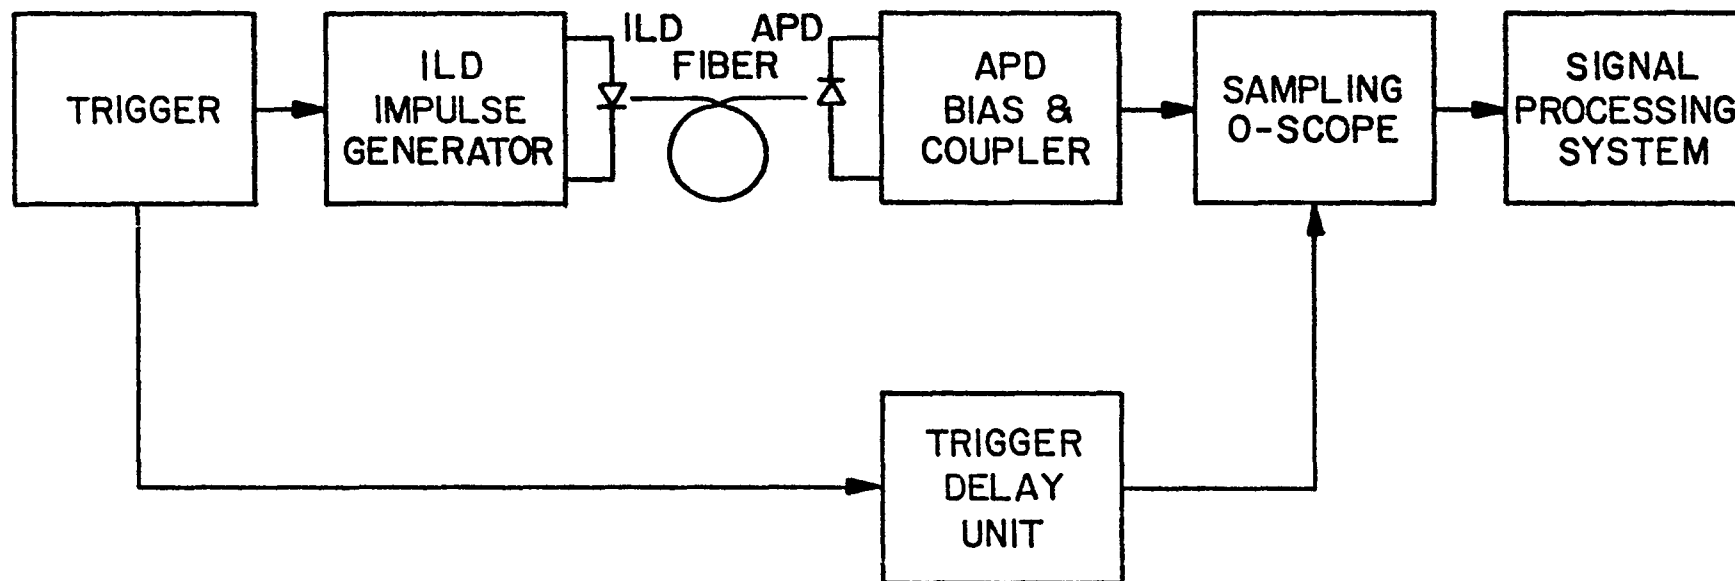 TRIGGER
ILD
IMPULSE
GENERATOR
ILD APD
FIBER
APD
BIAS &
COUPLER
SAMPLING
O-SCOPE
SIGNAL
PROCESSING
SYSTEM
TRIGGER
DELAY
UNIT